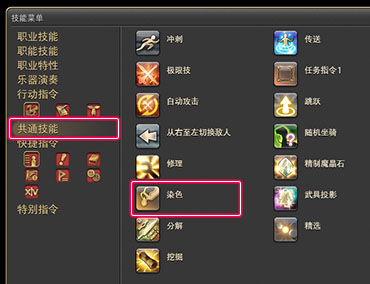 技能菜单
职业技能
职能技能
职业特性
乐器演奏
行动指令
共通技能
快捷指令
XIV
特别指令
冲刺
传送
极限技
任务指令1
自动攻击
跳跃
从右至左切换敌人
随机坐骑
修理
精制魔晶石
染色
武具投影
分解
精选
挖掘